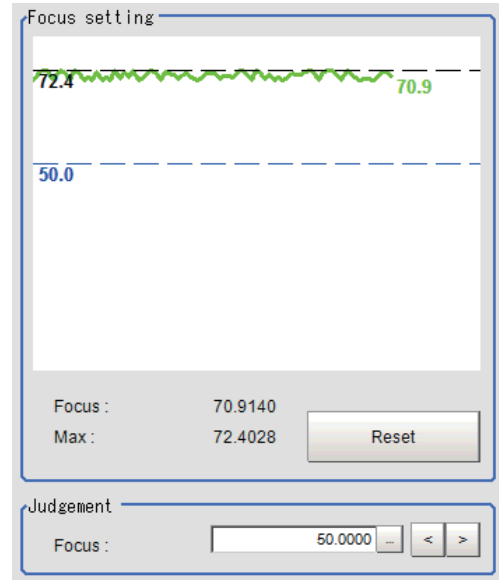 Focus setting
72.4
70.9
50.0
Focus : 70.9140
Max : 72.4028
Reset
Judgement
Focus : 50.0000 ... < >